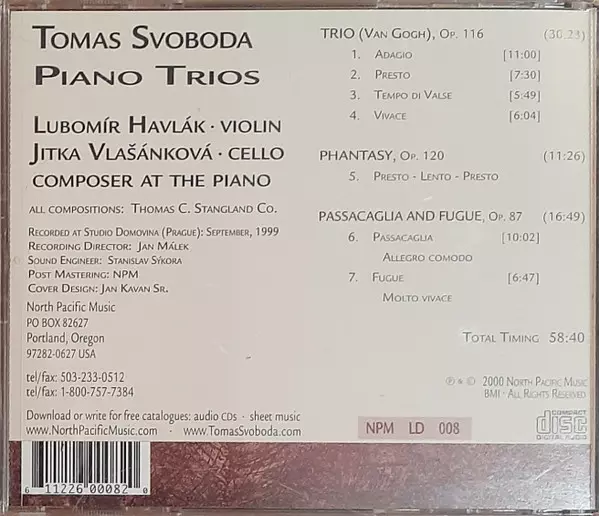 Tomas Svoboda
Piano Trios
Lubomír Havlák · violin
Jitka Vlašánková · cello
composer at the piano
all compositions: Thomas C. Stangland Co.
Recorded at Studio Domovina (Prague): September, 1999
Recording Director: Jan Málek
Sound Engineer: Stanislav Sýkora
Post Mastering: NPM
Cover Design: Jan Kavan Sr.
North Pacific Music
PO BOX 82627
Portland, Oregon
97282-0627 USA
tel/fax: 503-233-0512
tel/fax: 1-800-757-7384
Download or write for free catalogues: audio CDs · sheet music
www.NorthPacificMusic.com · www.TomasSvoboda.com
6 11226 00082 0
TRIO (Van Gogh), Op. 116 (30:23)
1. Adagio [11:00]
2. Presto [7:30]
3. Tempo di Valse [5:49]
4. Vivace [6:04]
PHANTASY, Op. 120 (11:26)
5. Presto - Lento - Presto
PASSACAGLIA AND FUGUE, Op. 87 (16:49)
6. Passacaglia [10:02]
Allegro comodo
7. Fugue [6:47]
Molto vivace
Total Timing 58:40
℗ © 2000 North Pacific Music
BMI · All Rights Reserved
NPM LD 008
COMPACT
disc
DIGITAL AUDIO